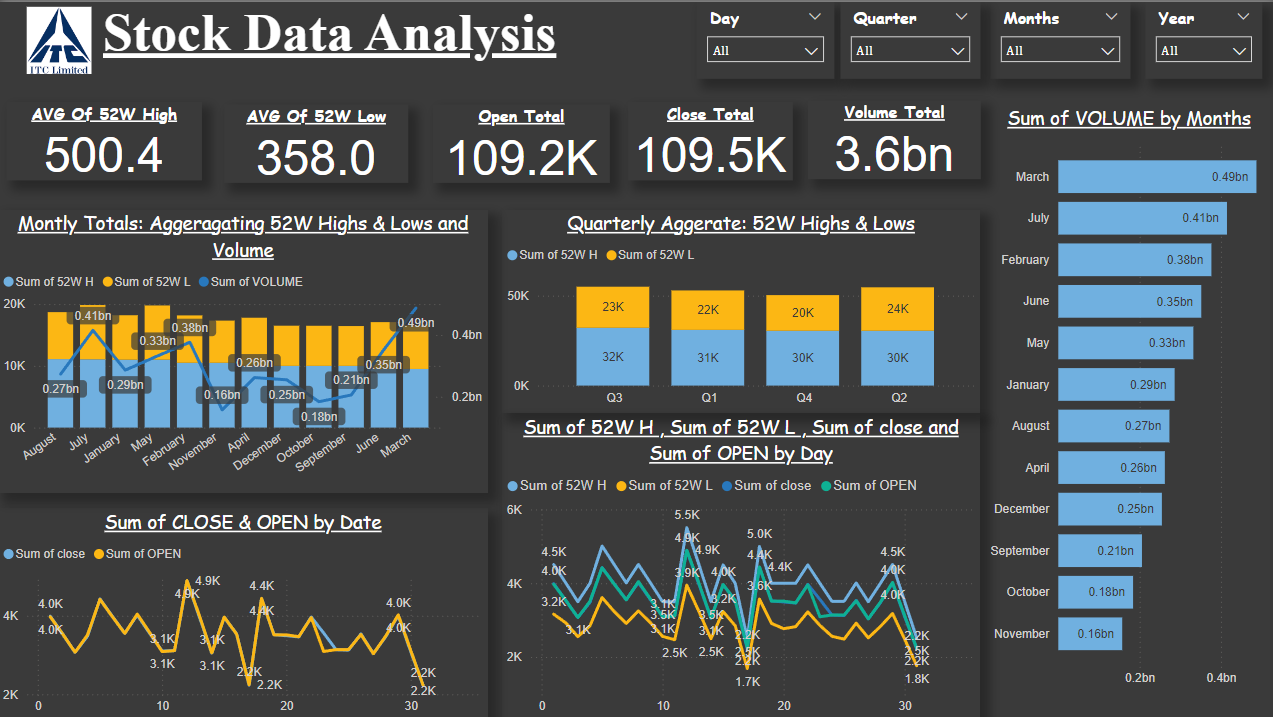 ITC Limited
Stock Data Analysis
Day
All
Quarter
All
Months
All
Year
All
AVG Of 52W High
500.4
AVG Of 52W Low
358.0
Open Total
109.2K
Close Total
109.5K
Volume Total
3.6bn
Montly Totals: Aggeragating 52W Highs & Lows and
Volume
Sum of 52W H Sum of 52W L Sum of VOLUME
20K
10K
0K
0.4bn
0.2bn
0.27bn
0.41bn
0.29bn
0.33bn
0.38bn
0.16bn
0.26bn
0.25bn
0.18bn
0.21bn
0.35bn
0.49bn
August
July
January
May
February
November
April
December
October
September
June
March
Quarterly Aggerate: 52W Highs & Lows
Sum of 52W H Sum of 52W L
50K
0K
23K
22K
20K
24K
32K
31K
30K
30K
Q3
Q1
Q4
Q2
Sum of CLOSE & OPEN by Date
Sum of close Sum of OPEN
4K
2K
4.0K
4.0K
3.1K
3.1K
4.9K
4.9K
3.1K
3.1K
2.2K
2.2K
4.4K
4.4K
4.0K
4.0K
2.2K
2.2K
0
10
20
30
Sum of 52W H , Sum of 52W L , Sum of close and
Sum of OPEN by Day
Sum of 52W H Sum of 52W L Sum of close Sum of OPEN
6K
4K
2K
4.5K
4.0K
3.2K
3.1K
3.1K
3.5K
3.1K
2.5K
5.5K
4.9K
4.9K
3.9K
3.5K
3.1K
2.5K
4.0K
3.2K
2.2K
2.5K
2.2K
1.7K
5.0K
4.4K
4.4K
3.6K
4.5K
4.0K
4.0K
2.2K
2.5K
2.2K
1.8K
0
10
20
30
Sum of VOLUME by Months
March 0.49bn
July 0.41bn
February 0.38bn
June 0.35bn
May 0.33bn
January 0.29bn
August 0.27bn
April 0.26bn
December 0.25bn
September 0.21bn
October 0.18bn
November 0.16bn
0.2bn 0.4bn